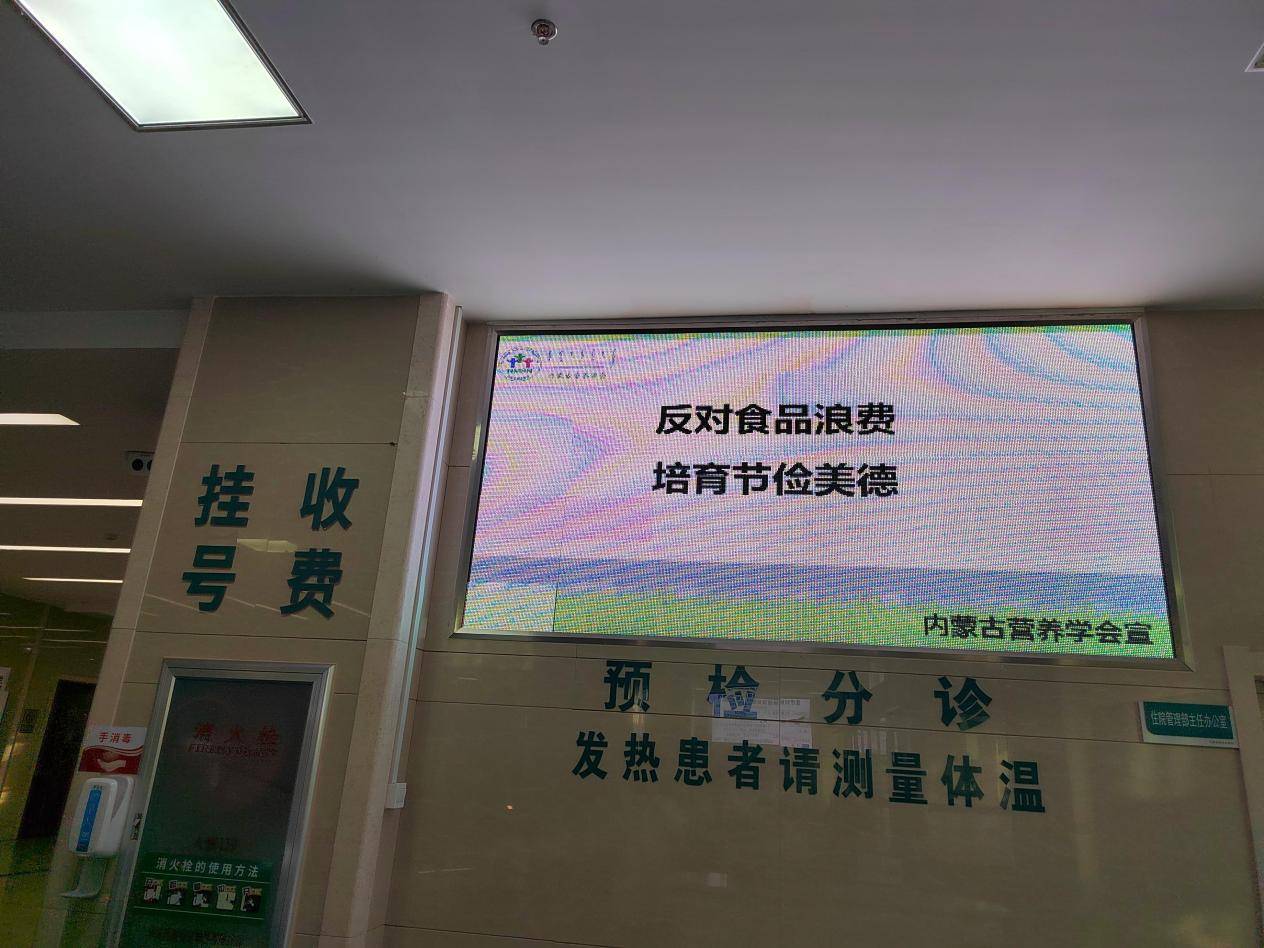 反对食品浪费
培育节俭美德
内蒙古营养学会宣
挂 收
号 费
预检分诊
发热患者请测量体温
住院管理部主任办公室
手消毒
消火栓
消火栓的使用方法